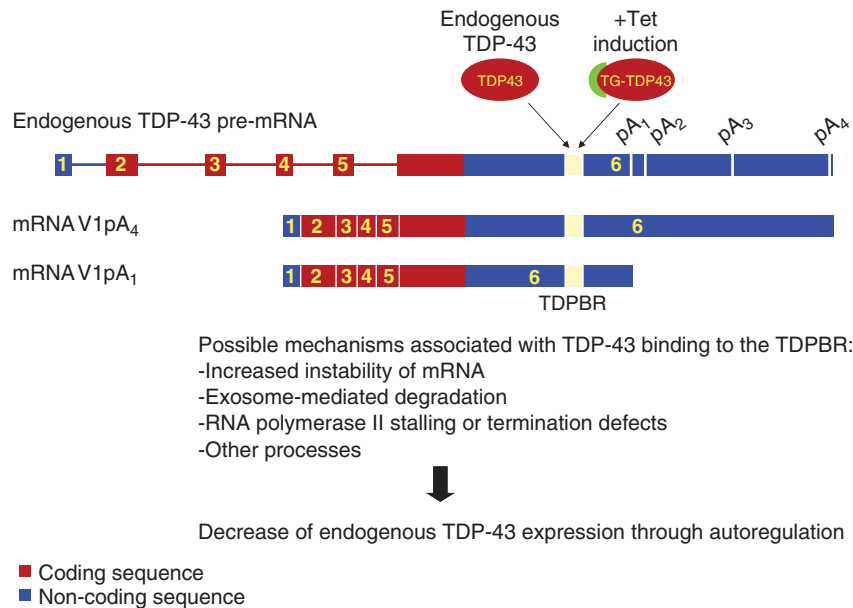 Endogenous
TDP-43
+Tet
induction
TDP43
TG-TDP43
Endogenous TDP-43 pre-mRNA
pA1
pA2
pA3
pA4
1
2
3
4
5
6
mRNA V1pA4
1
2
3
4
5
6
mRNA V1pA1
1
2
3
4
5
6
TDPBR
Possible mechanisms associated with TDP-43 binding to the TDPBR:
-Increased instability of mRNA
-Exosome-mediated degradation
-RNA polymerase II stalling or termination defects
-Other processes
Decrease of endogenous TDP-43 expression through autoregulation
Coding sequence
Non-coding sequence